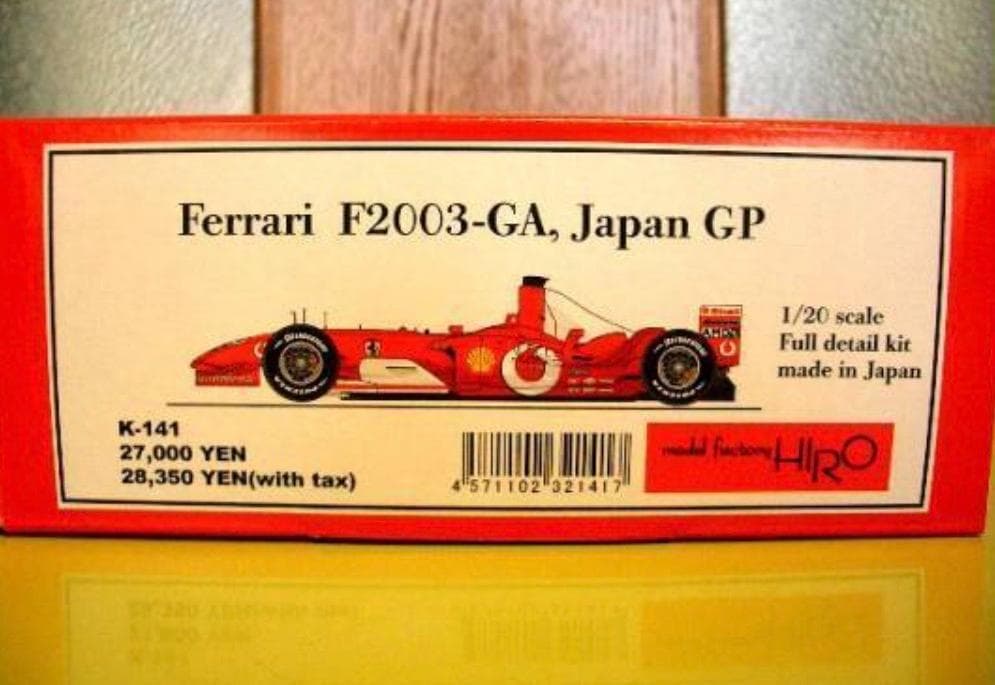 Ferrari F2003-GA, Japan GP
1/20 scale
Full detail kit
made in Japan
AMD
K-141
27,000 YEN
28,350 YEN(with tax)
4 571102 321417
model factory HIRO